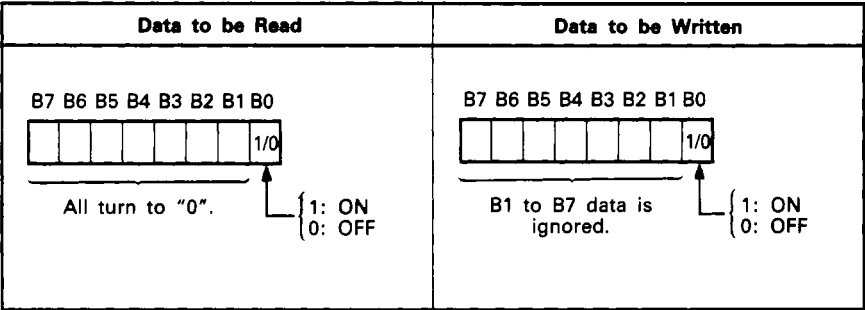 Data to be Read
Data to be Written
B7 B6 B5 B4 B3 B2 B1 B0
1/0
All turn to "0".
1: ON
0: OFF
B7 B6 B5 B4 B3 B2 B1 B0
1/0
B1 to B7 data is
ignored.
1: ON
0: OFF